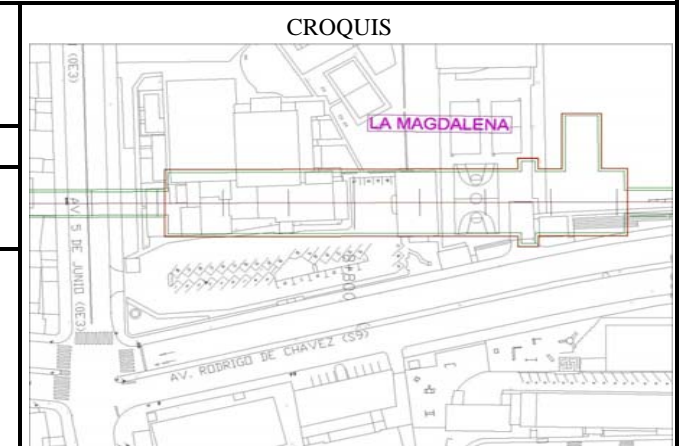 CROQUIS
(OE3)
LA MAGDALENA
AV. 5 DE JUNIO (OE3)
AV. RODRIGO DE CHAVEZ (S9)